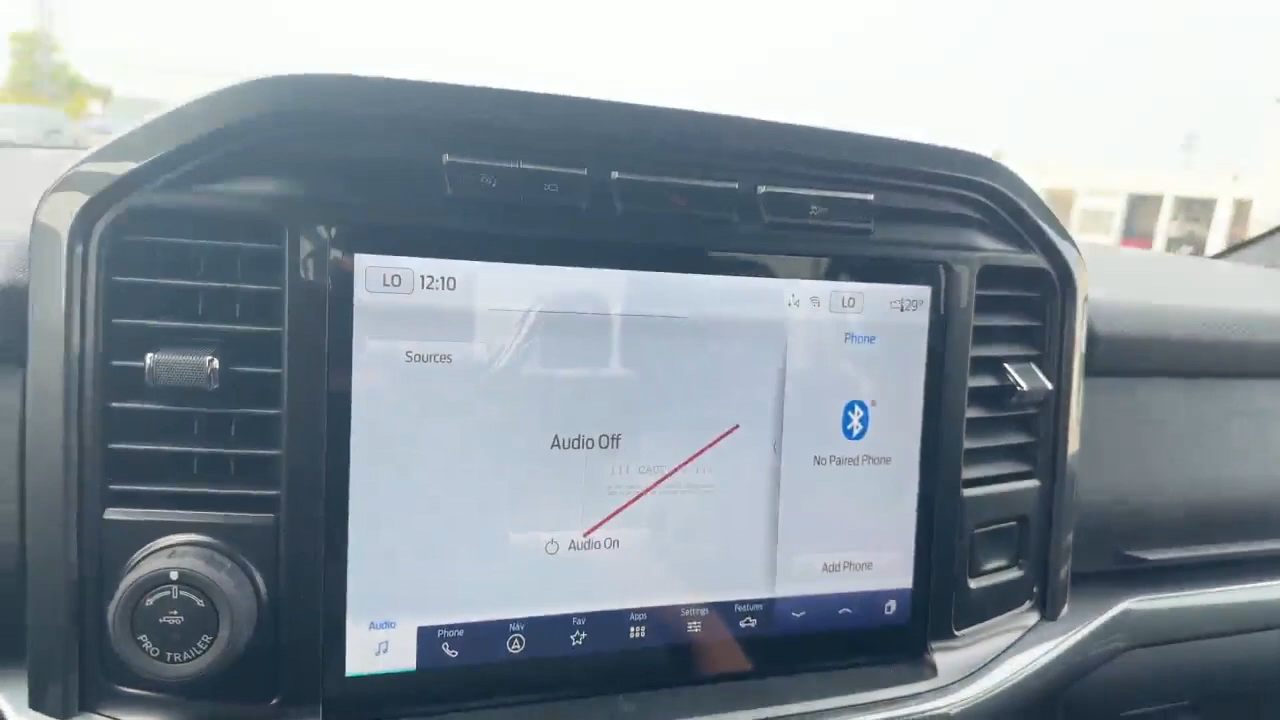 LO 12:10
LO 29°
Phone
Sources
Audio Off
No Paired Phone
Audio On
Add Phone
Audio Phone Nav Fav Apps Settings Features
PRO TRAILER